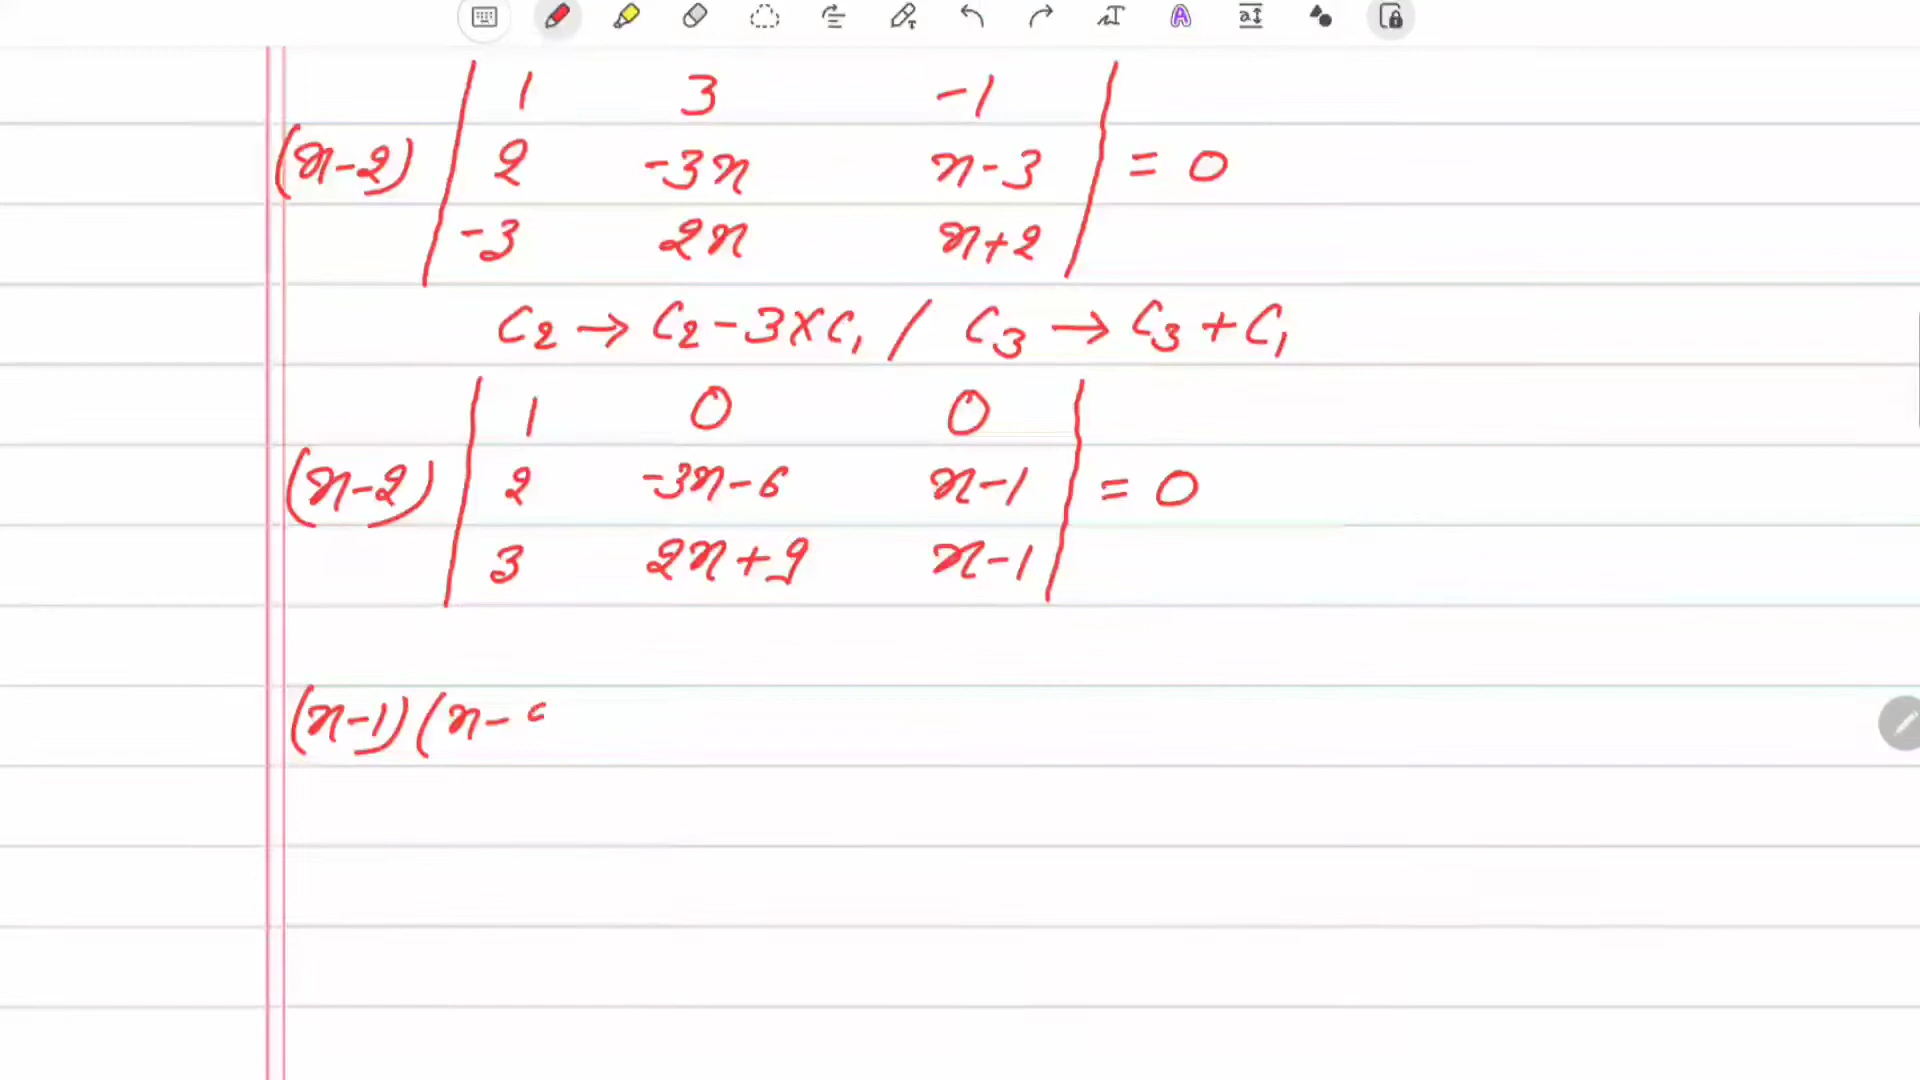 1 3 -1
(x-2) 2 -3x x-3 = 0
-3 2x x+2
C₂ → C₂ - 3×C₁ / C₃ → C₃ + C₁
1 0 0
(x-2) 2 -3x-6 x-1 = 0
3 2x+9 x-1
(x-1)(x-